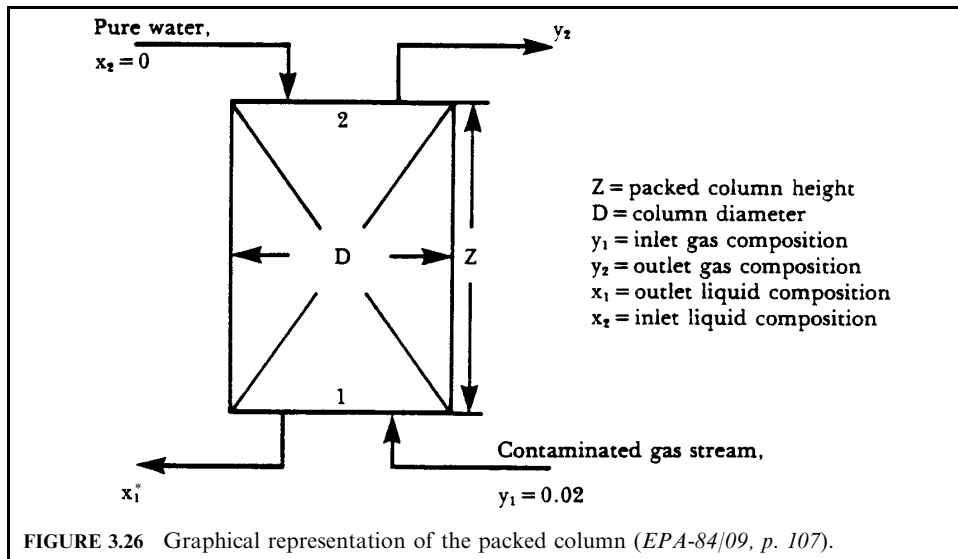 Pure water,
x₂ = 0
y₂
2
D
Z
1
x₁*
Contaminated gas stream,
y₁ = 0.02
Z = packed column height
D = column diameter
y₁ = inlet gas composition
y₂ = outlet gas composition
x₁ = outlet liquid composition
x₂ = inlet liquid composition
FIGURE 3.26 Graphical representation of the packed column (EPA-84/09, p. 107).